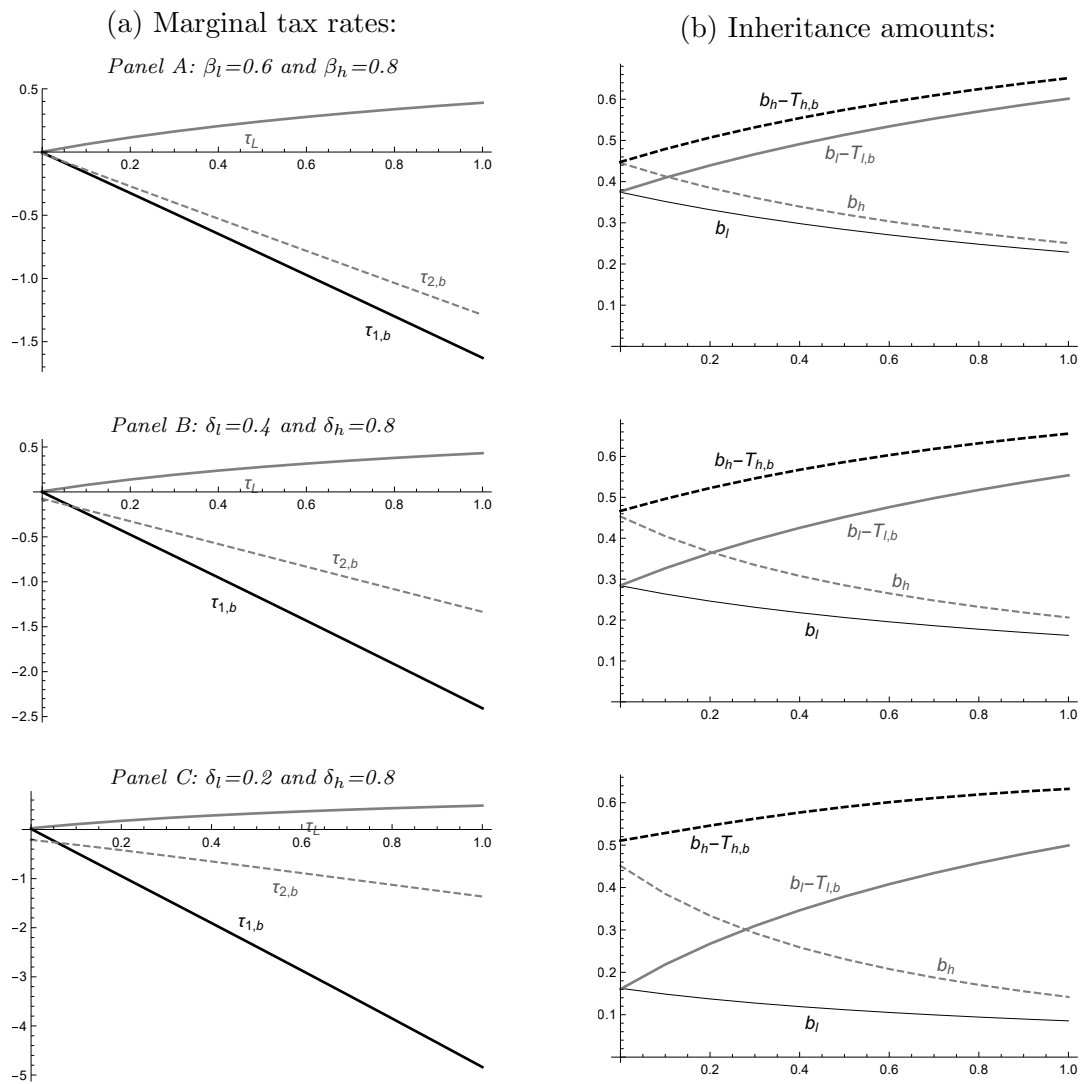 (a) Marginal tax rates:
Panel A: βl=0.6 and βh=0.8
0.5
τL
0.2 0.4 0.6 0.8 1.0
−0.5
τ2,b
−1.0
τ1,b
−1.5
(b) Inheritance amounts:
0.6
bh−Th,b
0.5
bl−Tl,b
0.4
bh
0.3
bl
0.2
0.1
0.2 0.4 0.6 0.8 1.0
Panel B: δl=0.4 and δh=0.8
0.5
τL
0.2 0.4 0.6 0.8 1.0
−0.5
τ2,b
−1.0
τ1,b
−1.5
−2.0
−2.5
0.6
bh−Th,b
0.5
bl−Tl,b
0.4
0.3
bh
0.2
bl
0.1
0.2 0.4 0.6 0.8 1.0
Panel C: δl=0.2 and δh=0.8
τL
0.2 0.4 0.6 0.8 1.0
−1
τ2,b
−2
τ1,b
−3
−4
−5
0.6
0.5
bh−Th,b
bl−Tl,b
0.4
0.3
0.2
bh
0.1
bl
0.2 0.4 0.6 0.8 1.0